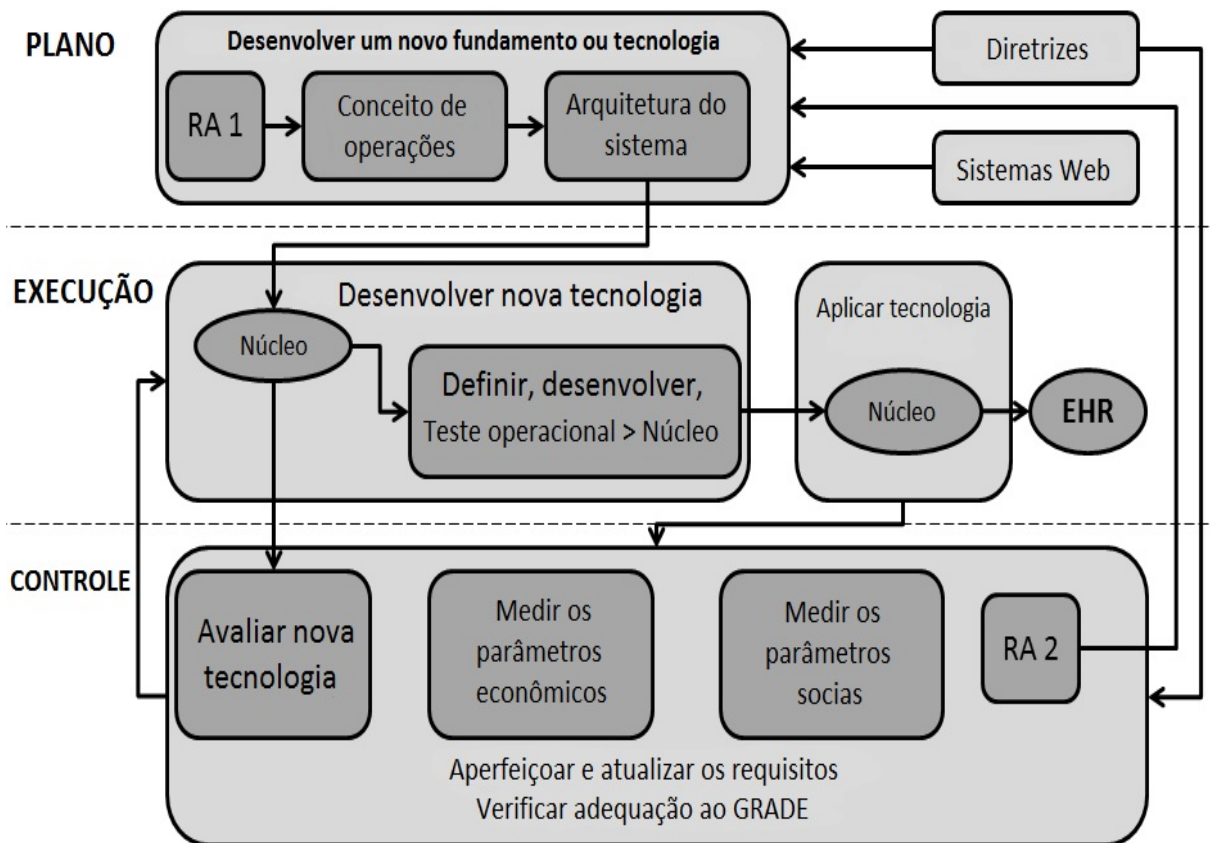 PLANO
Desenvolver um novo fundamento ou tecnologia
RA 1
Conceito de
operações
Arquitetura do
sistema
Diretrizes
Sistemas Web
EXECUÇÃO
Desenvolver nova tecnologia
Núcleo
Definir, desenvolver,
Teste operacional > Núcleo
Aplicar tecnologia
Núcleo
EHR
CONTROLE
Avaliar nova
tecnologia
Medir os
parâmetros
econômicos
Medir os
parâmetros
socias
RA 2
Aperfeiçoar e atualizar os requisitos
Verificar adequação ao GRADE